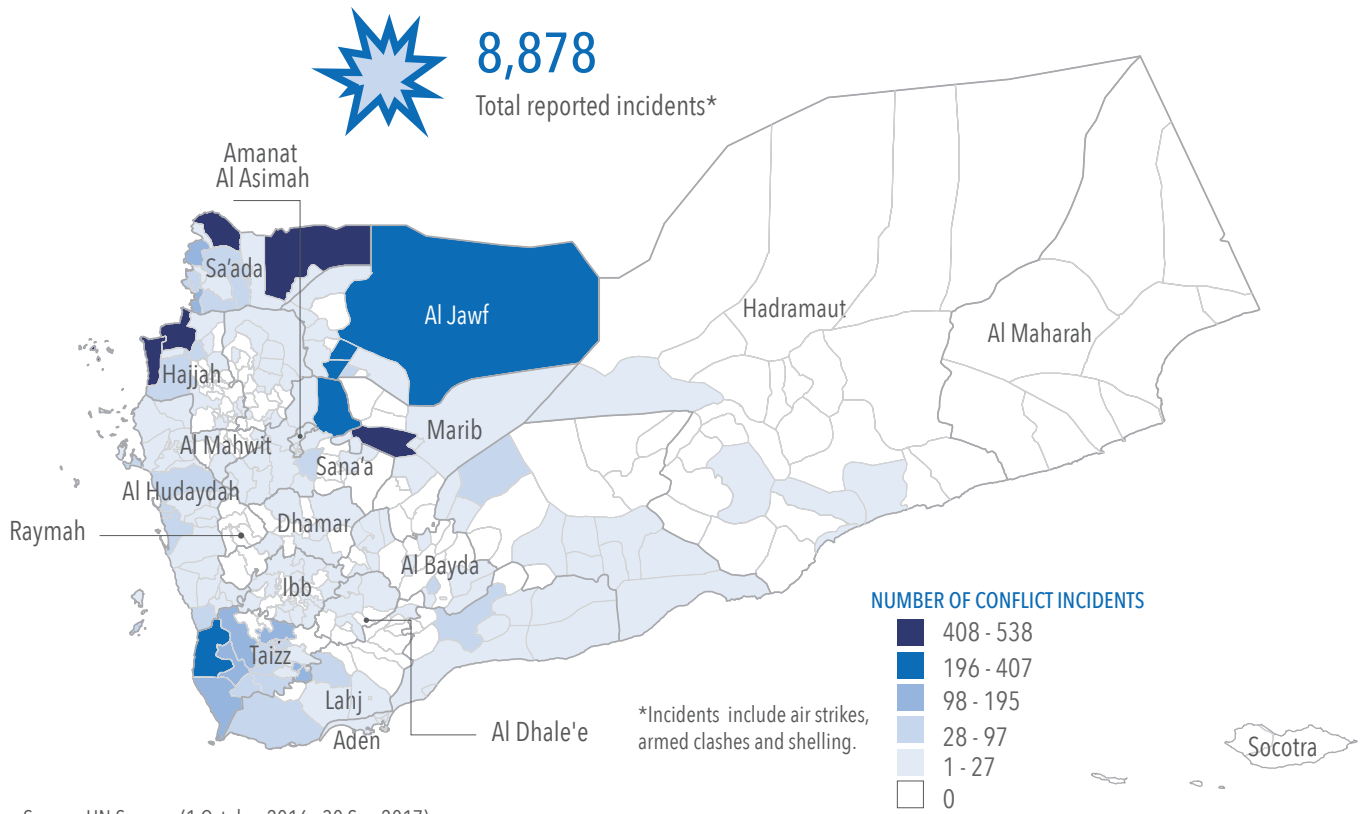 8,878
Total reported incidents*
Amanat
Al Asimah
Sa'ada
Al Jawf
Hadramaut
Al Maharah
Hajjah
Marib
Al Mahwit
Sana'a
Al Hudaydah
Dhamar
Raymah
Al Bayda
Ibb
Taizz
Lahj
Aden
Al Dhale'e
Socotra
NUMBER OF CONFLICT INCIDENTS
408 - 538
196 - 407
98 - 195
28 - 97
1 - 27
0
*Incidents include air strikes,
armed clashes and shelling.